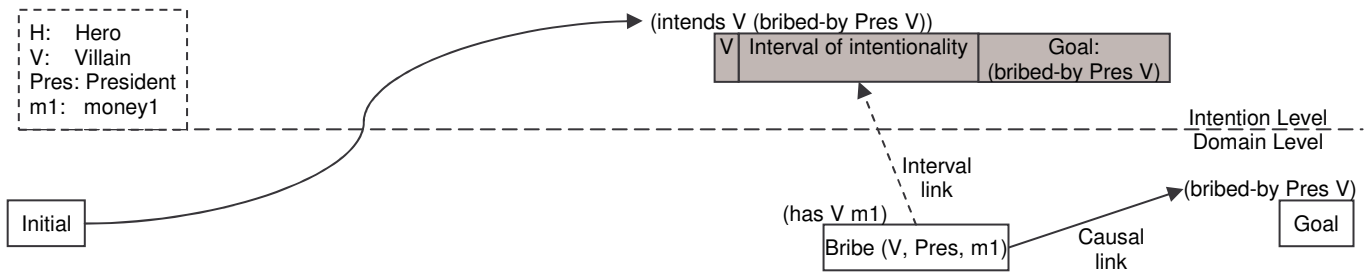 H: Hero
V: Villain
Pres: President
m1: money1
(intends V (bribed-by Pres V))
V
Interval of intentionality
Goal:
(bribed-by Pres V)
Intention Level
Domain Level
Interval
link
(bribed-by Pres V)
Initial
(has V m1)
Goal
Bribe (V, Pres, m1)
Causal
link